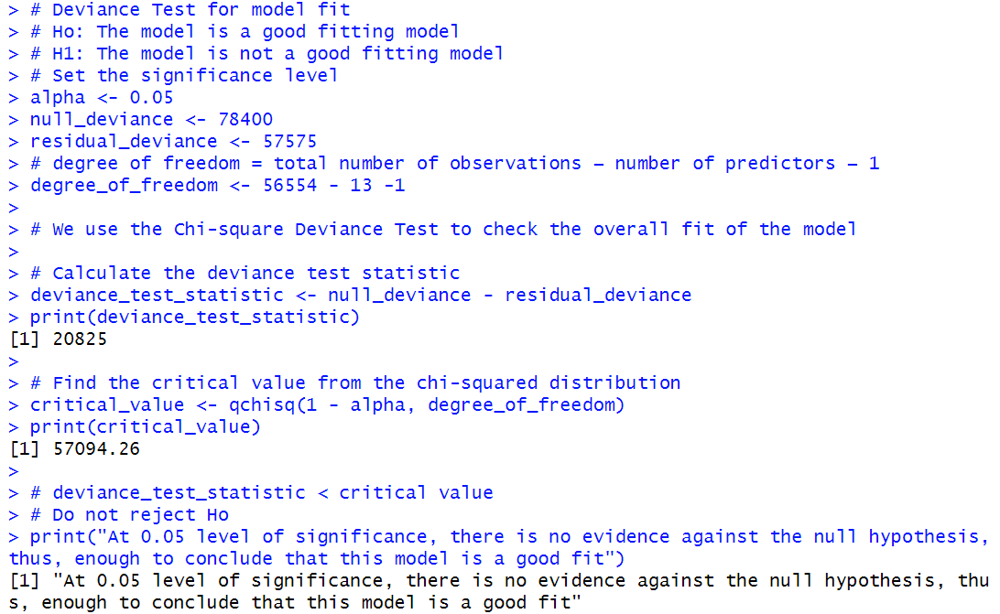 > # Deviance Test for model fit
> # Ho: The model is a good fitting model
> # H1: The model is not a good fitting model
> # Set the significance level
> alpha <- 0.05
> null_deviance <- 78400
> residual_deviance <- 57575
> # degree of freedom = total number of observations – number of predictors – 1
> degree_of_freedom <- 56554 - 13 -1
>
> # We use the Chi-square Deviance Test to check the overall fit of the model
>
> # Calculate the deviance test statistic
> deviance_test_statistic <- null_deviance - residual_deviance
> print(deviance_test_statistic)
[1] 20825
>
> # Find the critical value from the chi-squared distribution
> critical_value <- qchisq(1 - alpha, degree_of_freedom)
> print(critical_value)
[1] 57094.26
>
> # deviance_test_statistic < critical value
> # Do not reject Ho
> print("At 0.05 level of significance, there is no evidence against the null hypothesis,
thus, enough to conclude that this model is a good fit")
[1] "At 0.05 level of significance, there is no evidence against the null hypothesis, thu
s, enough to conclude that this model is a good fit"